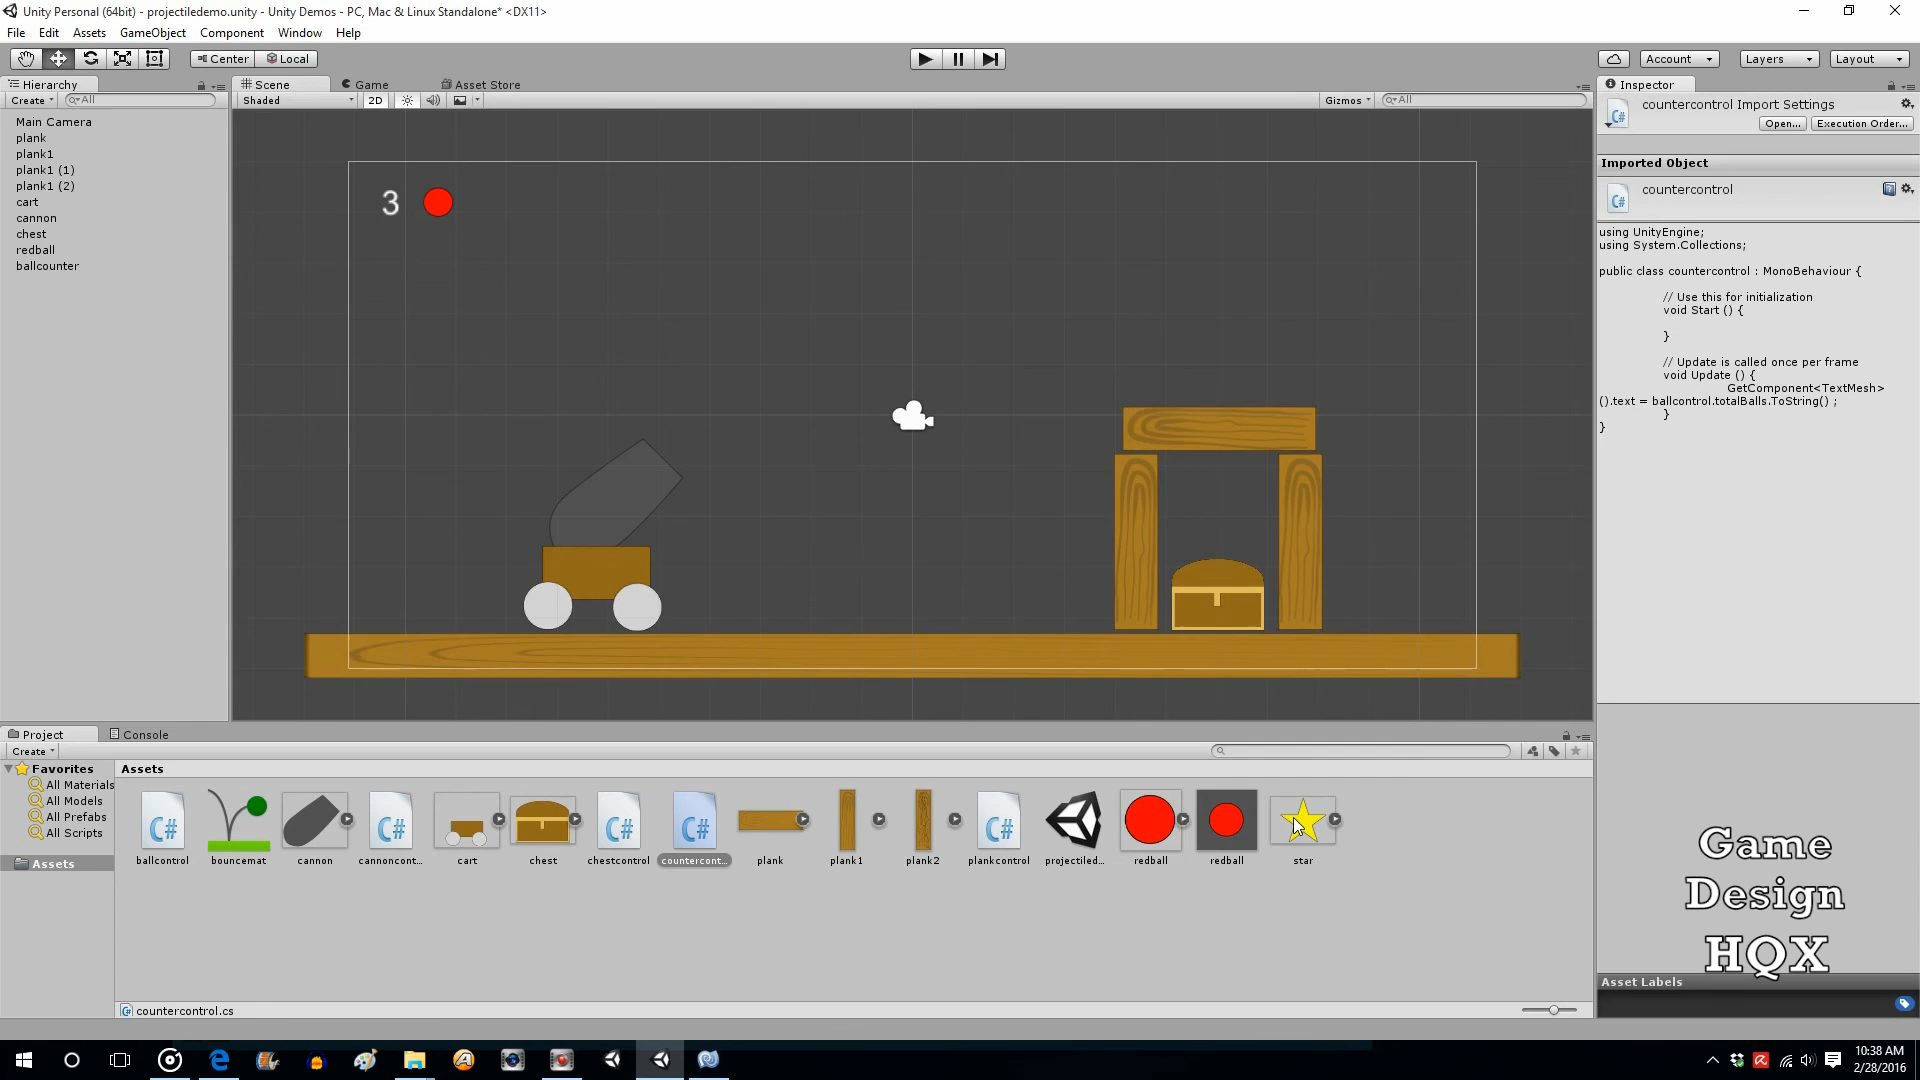 Unity Personal (64bit) - projectiledemo.unity - Unity Demos - PC, Mac & Linux Standalone* <DX11>
File Edit Assets GameObject Component Window Help
Center Local Account Layers Layout
Hierarchy Scene Game Asset Store Inspector
Create All Shaded 2D Gizmos All
countercontrol Import Settings
Open... Execution Order...
Main Camera
plank
plank1
plank1 (1)
plank1 (2)
cart
cannon
chest
redball
ballcounter
3
Imported Object
countercontrol
using UnityEngine;
using System.Collections;
public class countercontrol : MonoBehaviour {
// Use this for initialization
void Start () {
}
// Update is called once per frame
void Update () {
GetComponent<TextMesh>
().text = ballcontrol.totalBalls.ToString() ;
}
}
Project Console
Create
Favorites
All Materials
All Models
All Prefabs
All Scripts
Assets
Assets
C# C# C# C# C#
ballcontrol bouncemat cannon cannoncont... cart chest chestcontrol countercont... plank plank1 plank2 plankcontrol projectiled... redball redball star
countercontrol.cs
Game
Design
HQX
Asset Labels
10:38 AM
2/28/2016